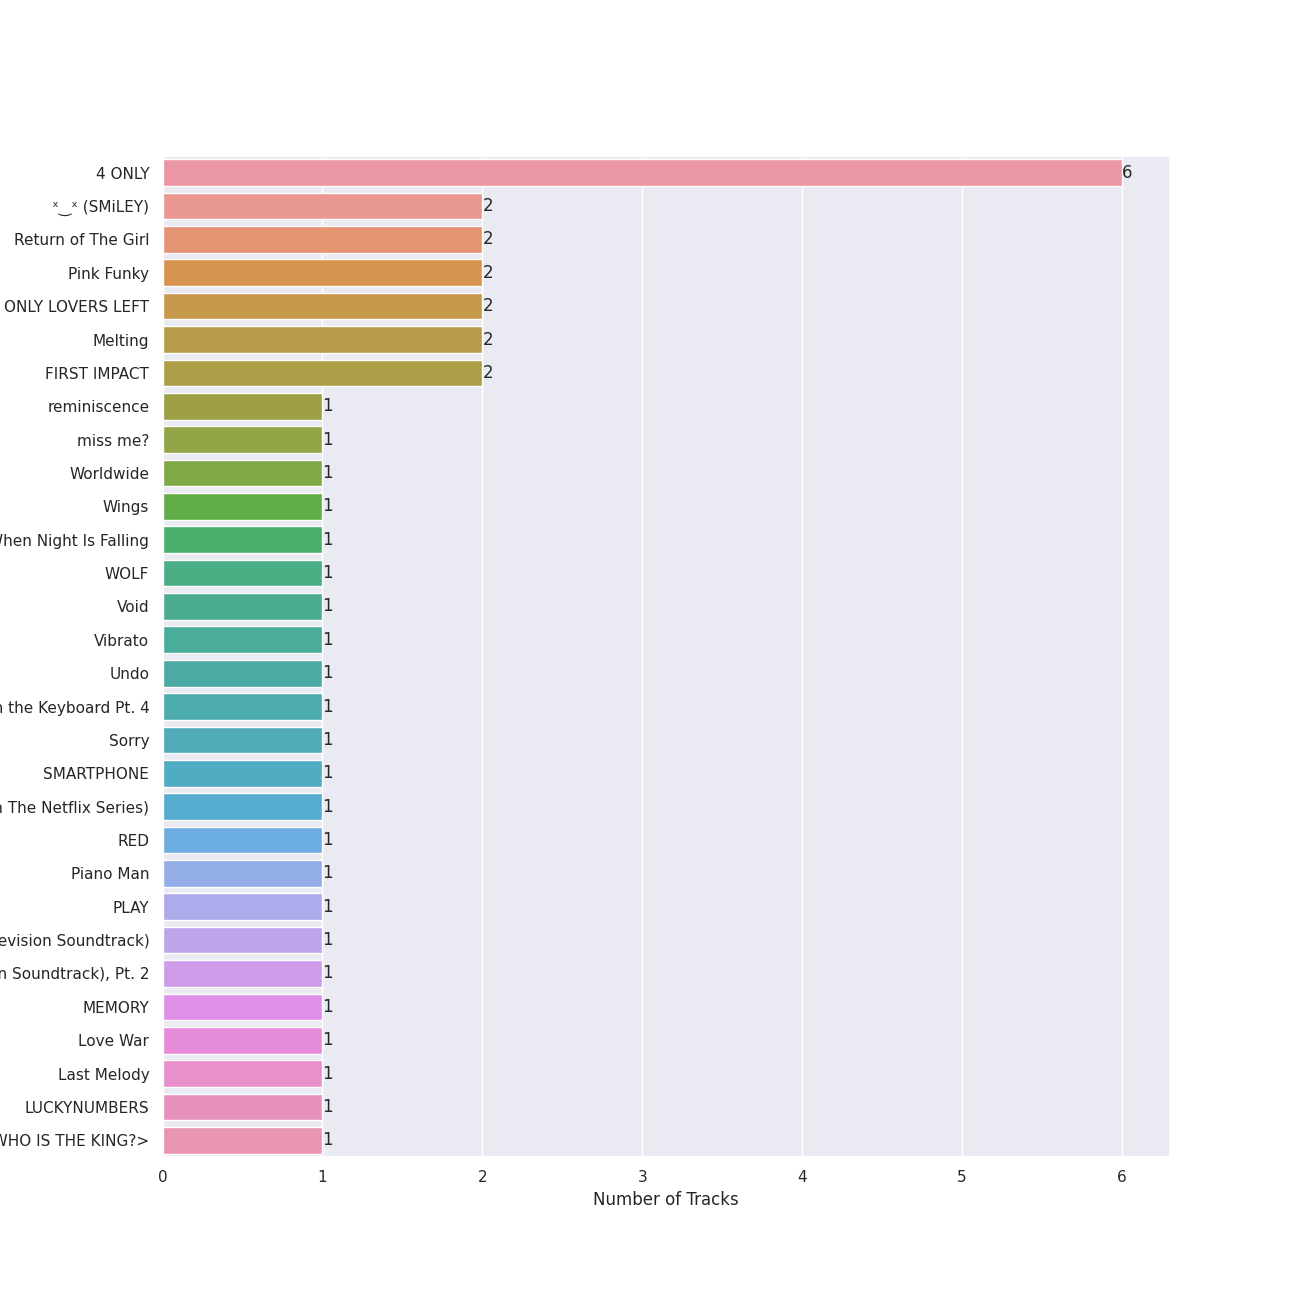 4 ONLY 6
ˣ‿ˣ (SMiLEY) 2
Return of The Girl 2
Pink Funky 2
ONLY LOVERS LEFT 2
Melting 2
FIRST IMPACT 2
reminiscence 1
miss me? 1
Worldwide 1
Wings 1
When Night Is Falling 1
WOLF 1
Void 1
Vibrato 1
Undo 1
the Keyboard Pt. 4 1
Sorry 1
SMARTPHONE 1
The Netflix Series) 1
RED 1
Piano Man 1
PLAY 1
evision Soundtrack) 1
n Soundtrack), Pt. 2 1
MEMORY 1
Love War 1
Last Melody 1
LUCKYNUMBERS 1
WHO IS THE KING?> 1
0 1 2 3 4 5 6
Number of Tracks